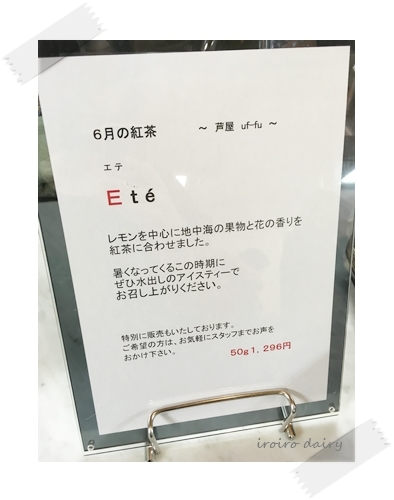 6月の紅茶 ~ 芦屋 uf-fu ~
エテ
Eté
レモンを中心に地中海の果物と花の香りを
紅茶に合わせました。
暑くなってくるこの時期に
ぜひ水出しのアイスティーで
お召し上がりください。
特別に販売もいたしております。
ご希望の方は、お気軽にスタッフまでお声を
おかけ下さい。
50g1,296円
iroiro dairy